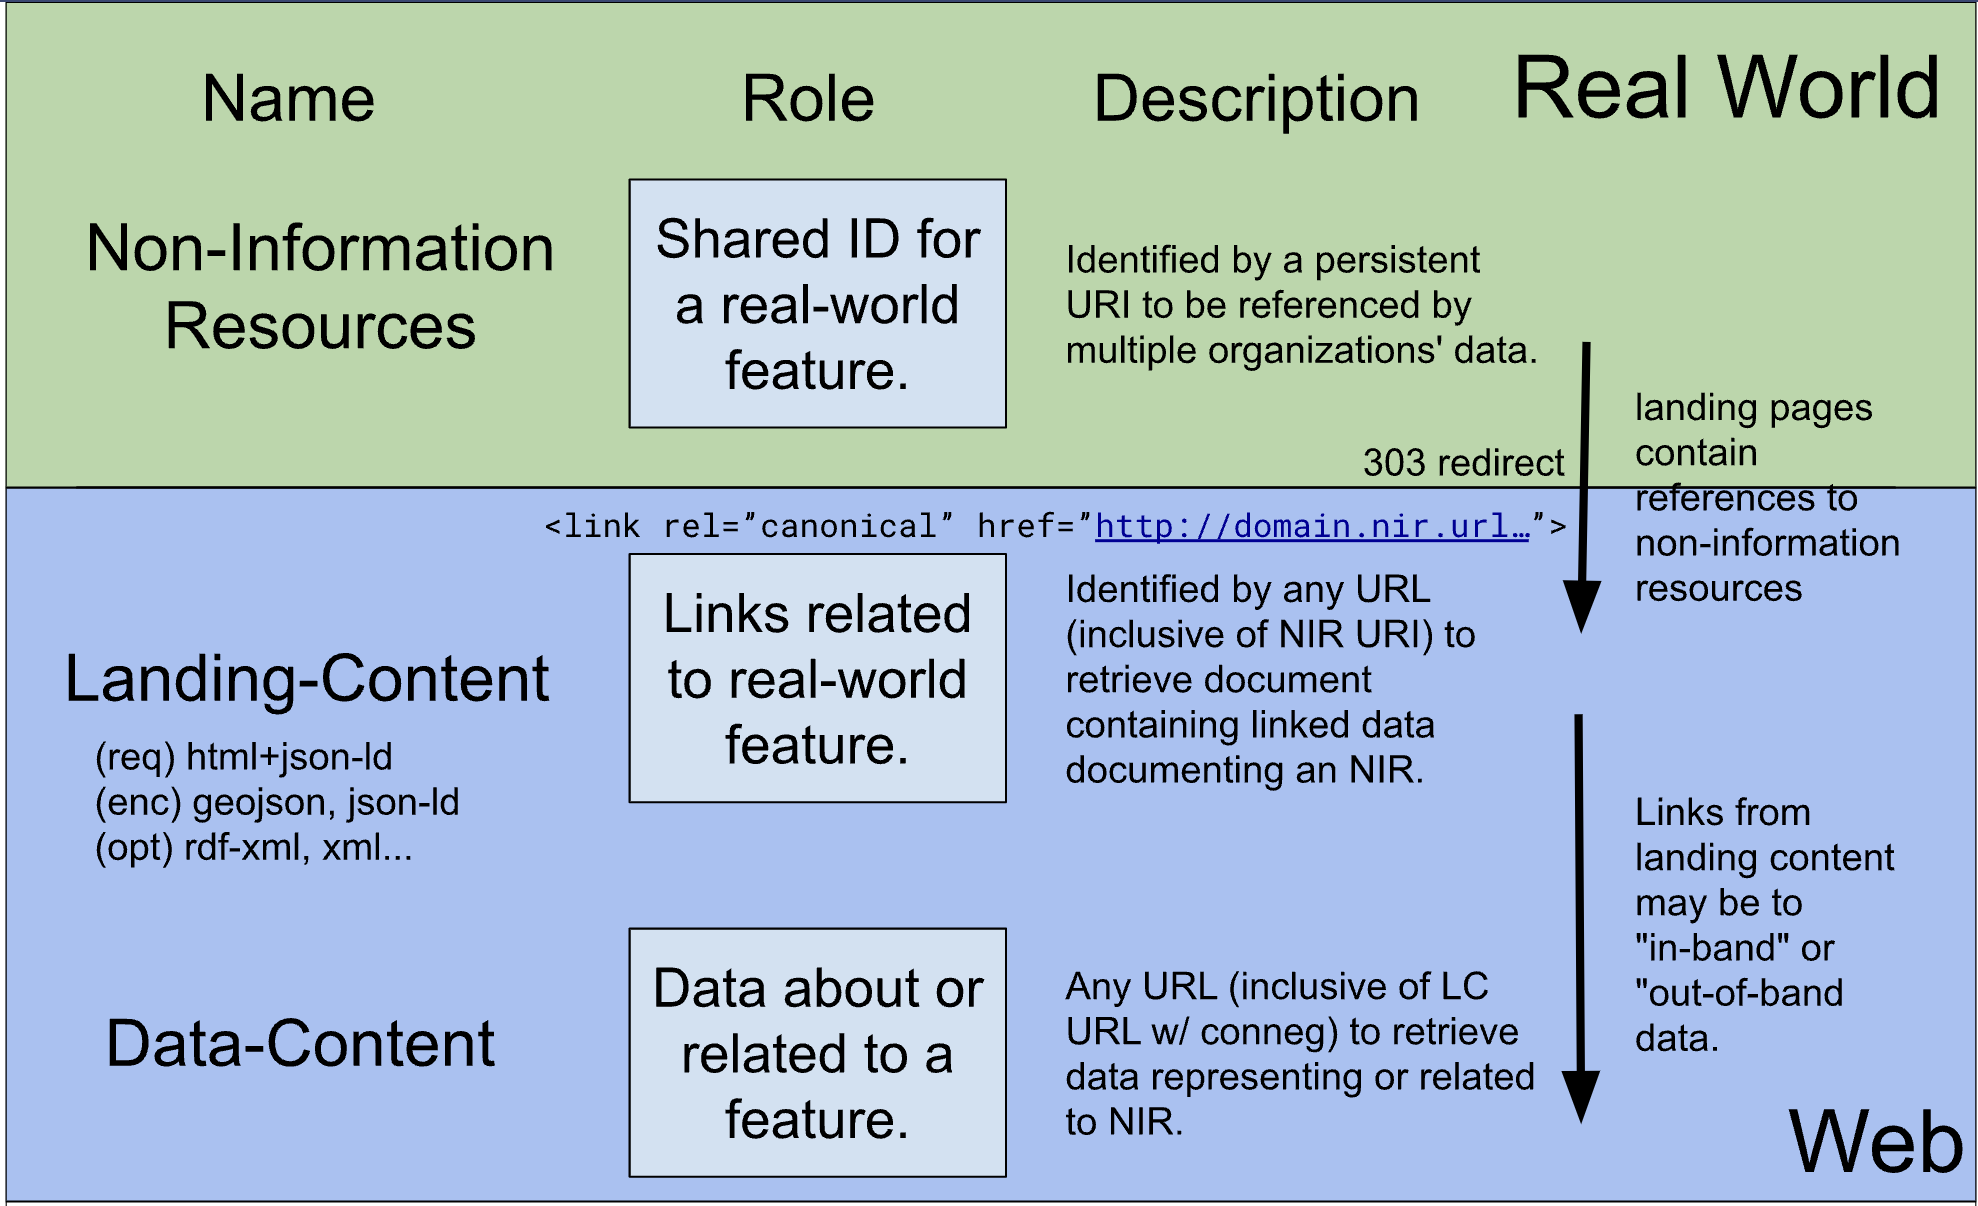 Name
Role
Description
Real World
Non-Information
Resources
Shared ID for
a real-world
feature.
Identified by a persistent
URI to be referenced by
multiple organizations' data.
303 redirect
landing pages
contain
references to
non-information
resources
<link rel=”canonical” href=”http://domain.nir.url…”>
Landing-Content
(req) html+json-ld
(enc) geojson, json-ld
(opt) rdf-xml, xml...
Links related
to real-world
feature.
Identified by any URL
(inclusive of NIR URI) to
retrieve document
containing linked data
documenting an NIR.
Links from
landing content
may be to
"in-band" or
"out-of-band
data.
Data-Content
Data about or
related to a
feature.
Any URL (inclusive of LC
URL w/ conneg) to retrieve
data representing or related
to NIR.
Web